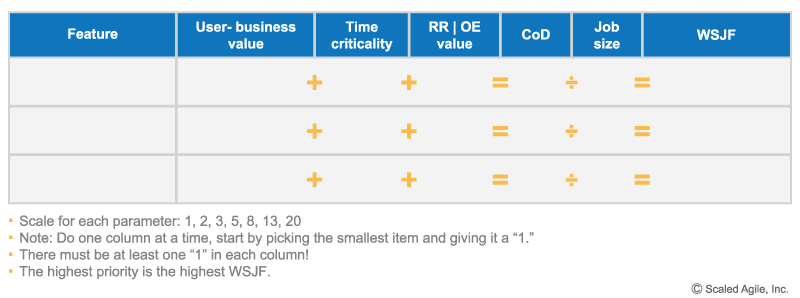 Feature User- business value Time criticality RR | OE value CoD Job size WSJF
+ + = ÷ =
+ + = ÷ =
+ + = ÷ =
▪ Scale for each parameter: 1, 2, 3, 5, 8, 13, 20
▪ Note: Do one column at a time, start by picking the smallest item and giving it a “1.”
▪ There must be at least one “1” in each column!
▪ The highest priority is the highest WSJF.
© Scaled Agile, Inc.